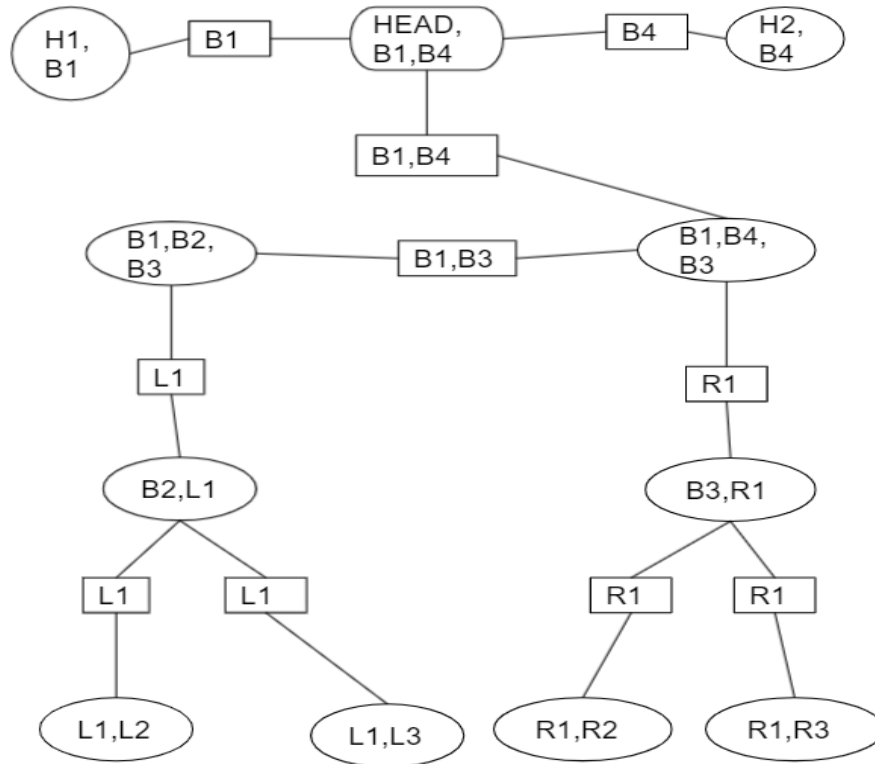 H1,
B1
B1
HEAD,
B1,B4
B4
H2,
B4
B1,B4
B1,B2,
B3
B1,B3
B1,B4,
B3
L1
R1
B2,L1
B3,R1
L1
L1
R1
R1
L1,L2
L1,L3
R1,R2
R1,R3